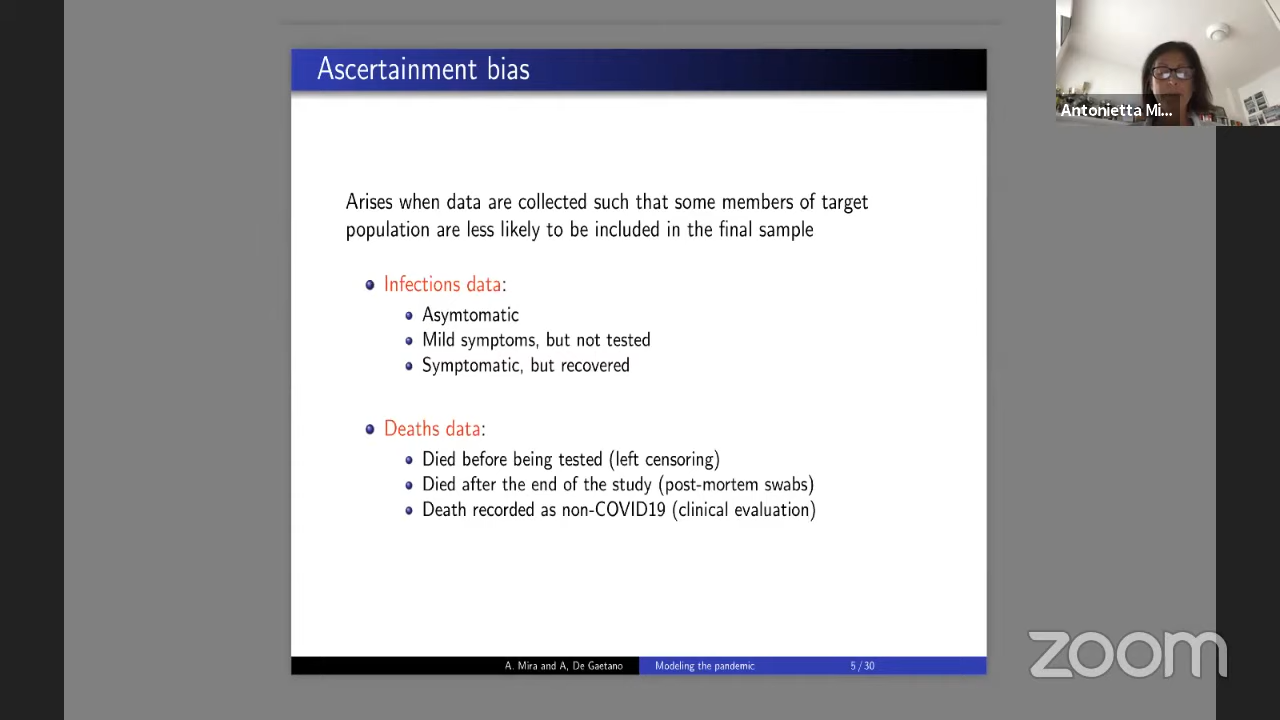 Ascertainment bias
Antonietta Mi...
Arises when data are collected such that some members of target
population are less likely to be included in the final sample
Infections data:
Asymtomatic
Mild symptoms, but not tested
Symptomatic, but recovered
Deaths data:
Died before being tested (left censoring)
Died after the end of the study (post-mortem swabs)
Death recorded as non-COVID19 (clinical evaluation)
A. Mira and A, De Gaetano Modeling the pandemic 5 / 30
zoom